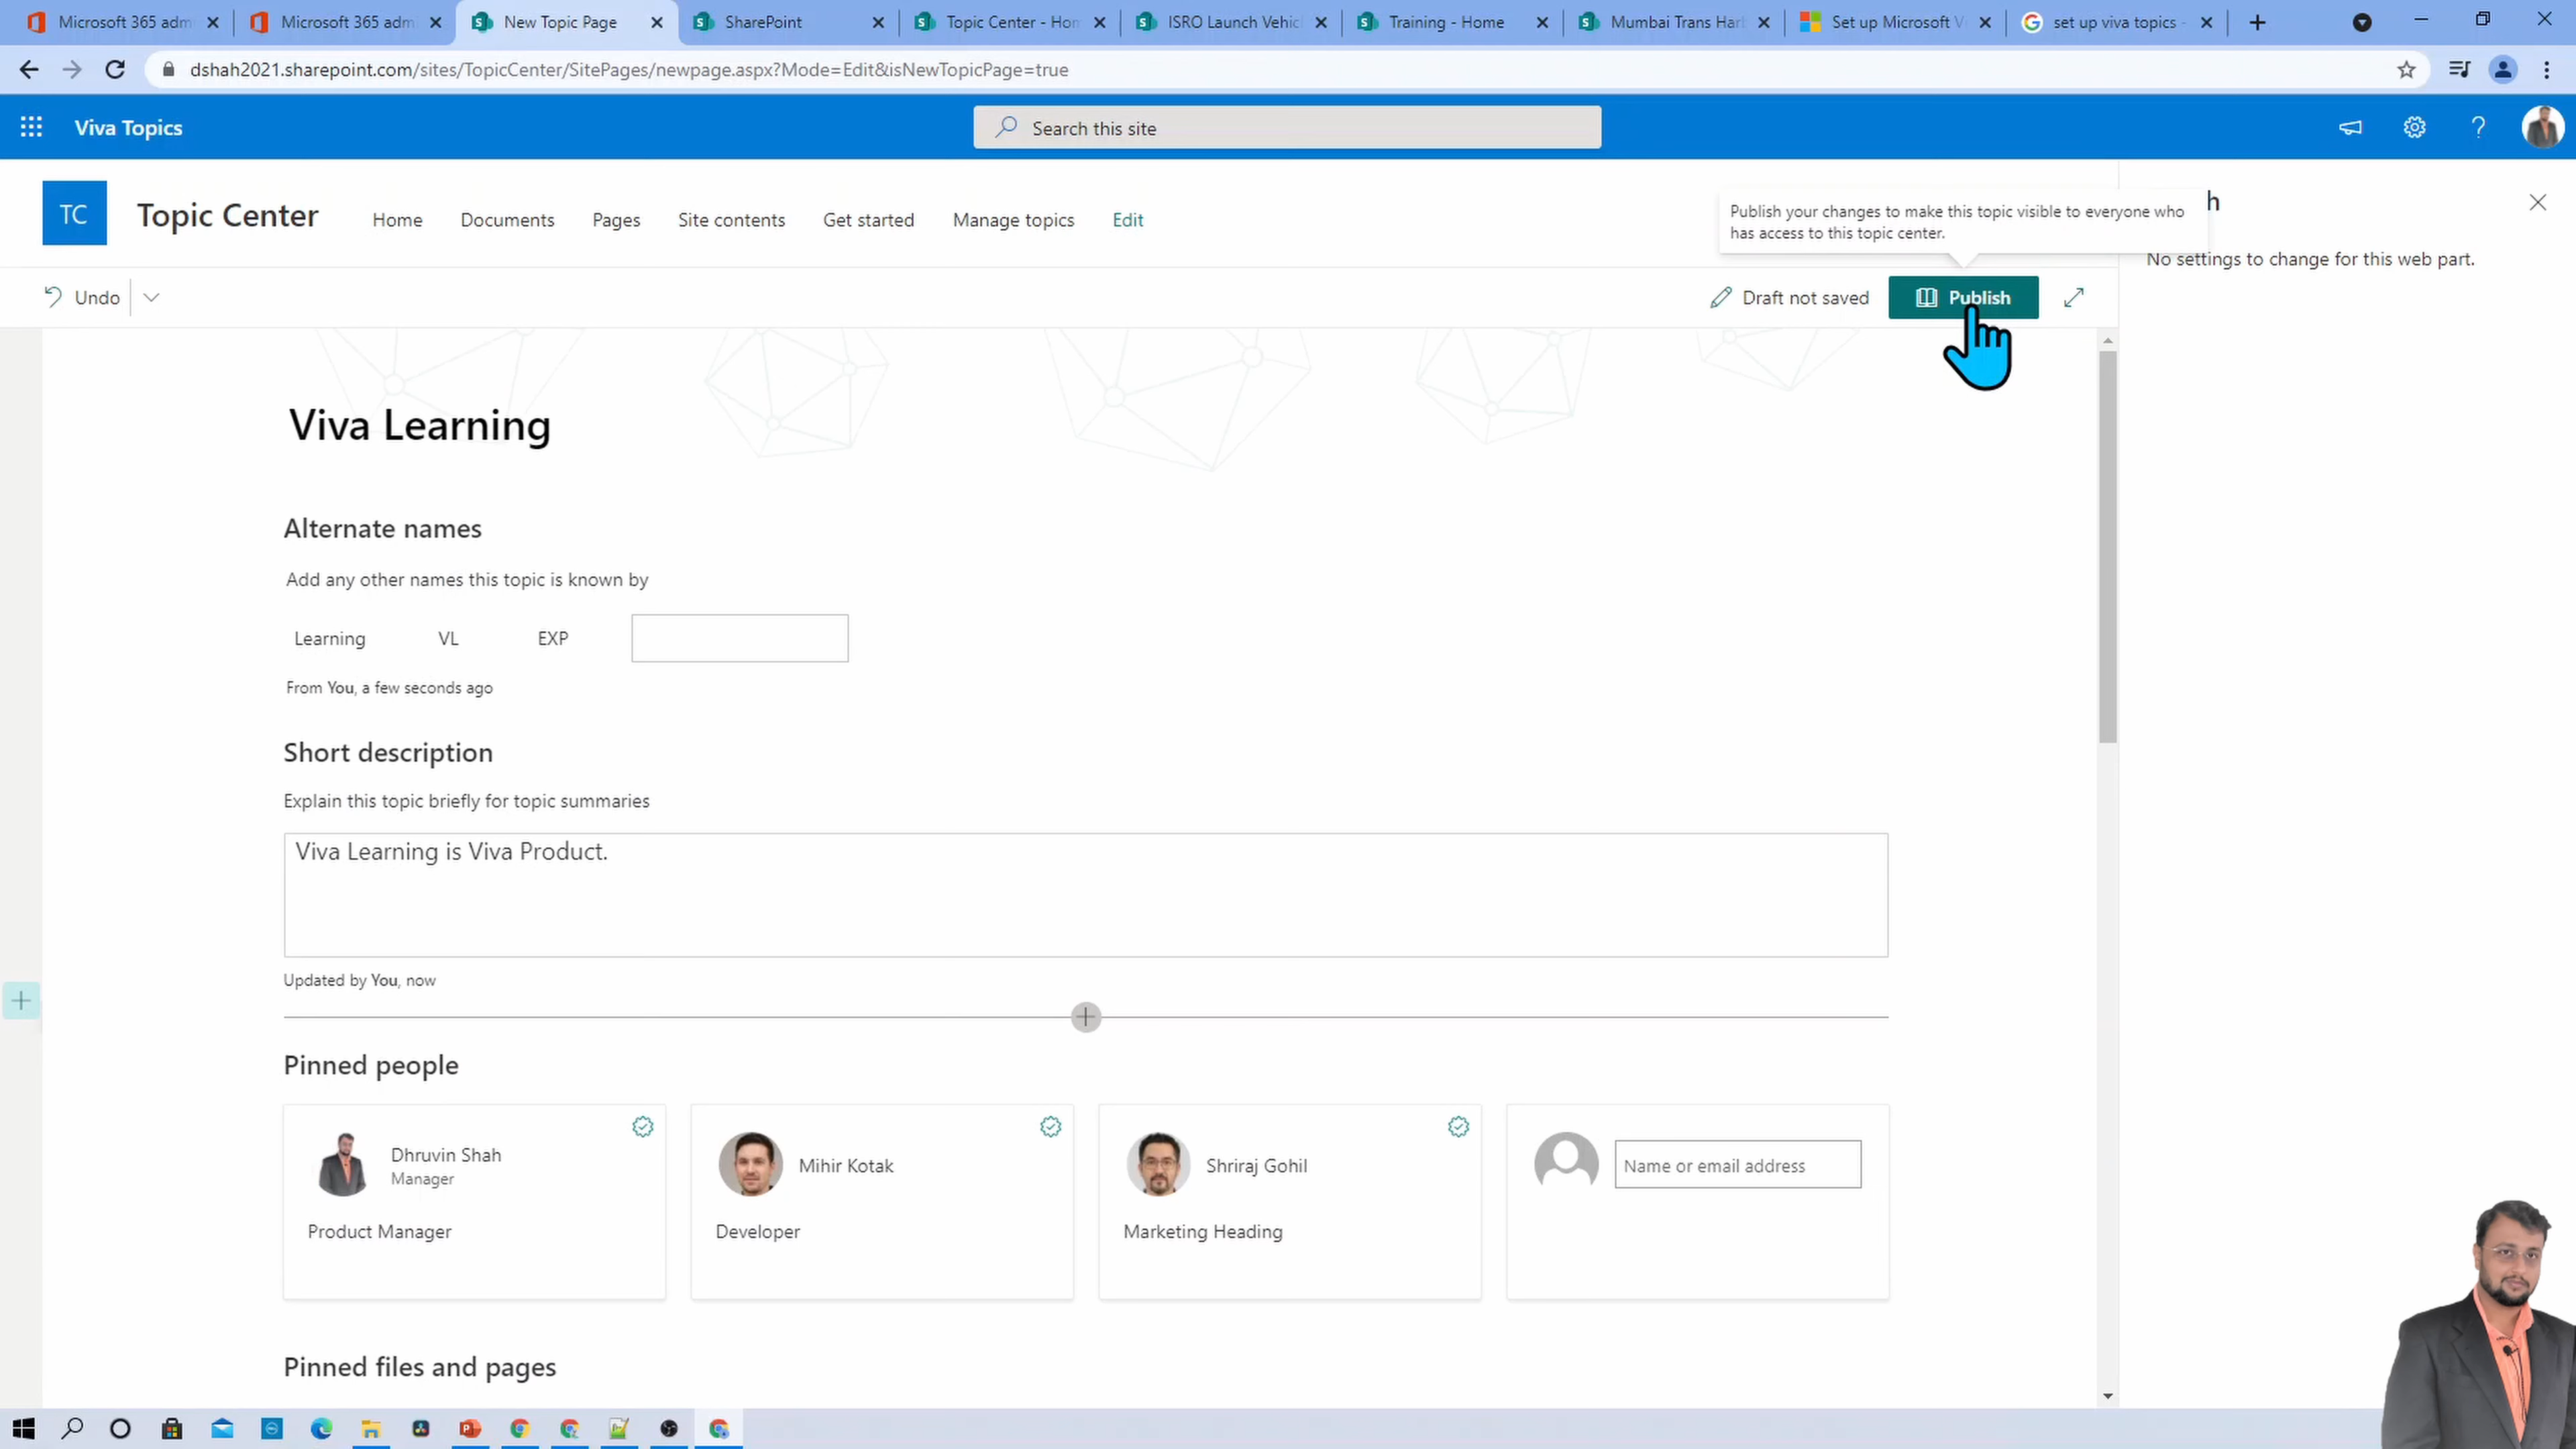 Microsoft 365 adm
Microsoft 365 adm
New Topic Page
SharePoint
Topic Center - Hom
ISRO Launch Vehicl
Training - Home
Mumbai Trans Har
Set up Microsoft V
set up viva topics -
dshah2021.sharepoint.com/sites/TopicCenter/SitePages/newpage.aspx?Mode=Edit&isNewTopicPage=true
Viva Topics
Search this site
TC
Topic Center
Home
Documents
Pages
Site contents
Get started
Manage topics
Edit
Publish your changes to make this topic visible to everyone who
has access to this topic center.
h
No settings to change for this web part.
Undo
Draft not saved
Publish
Viva Learning
Alternate names
Add any other names this topic is known by
Learning
VL
EXP
From You, a few seconds ago
Short description
Explain this topic briefly for topic summaries
Viva Learning is Viva Product.
Updated by You, now
Pinned people
Dhruvin Shah
Manager
Product Manager
Mihir Kotak
Developer
Shriraj Gohil
Marketing Heading
Name or email address
Pinned files and pages